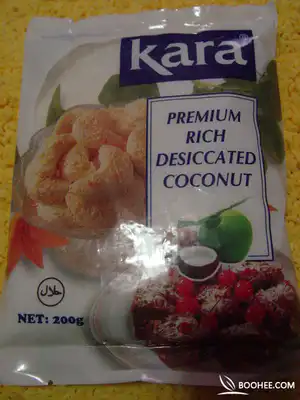 Kara®
PREMIUM
RICH
DESICCATED
COCONUT
حلال
NET: 200g
BOOHEE.COM